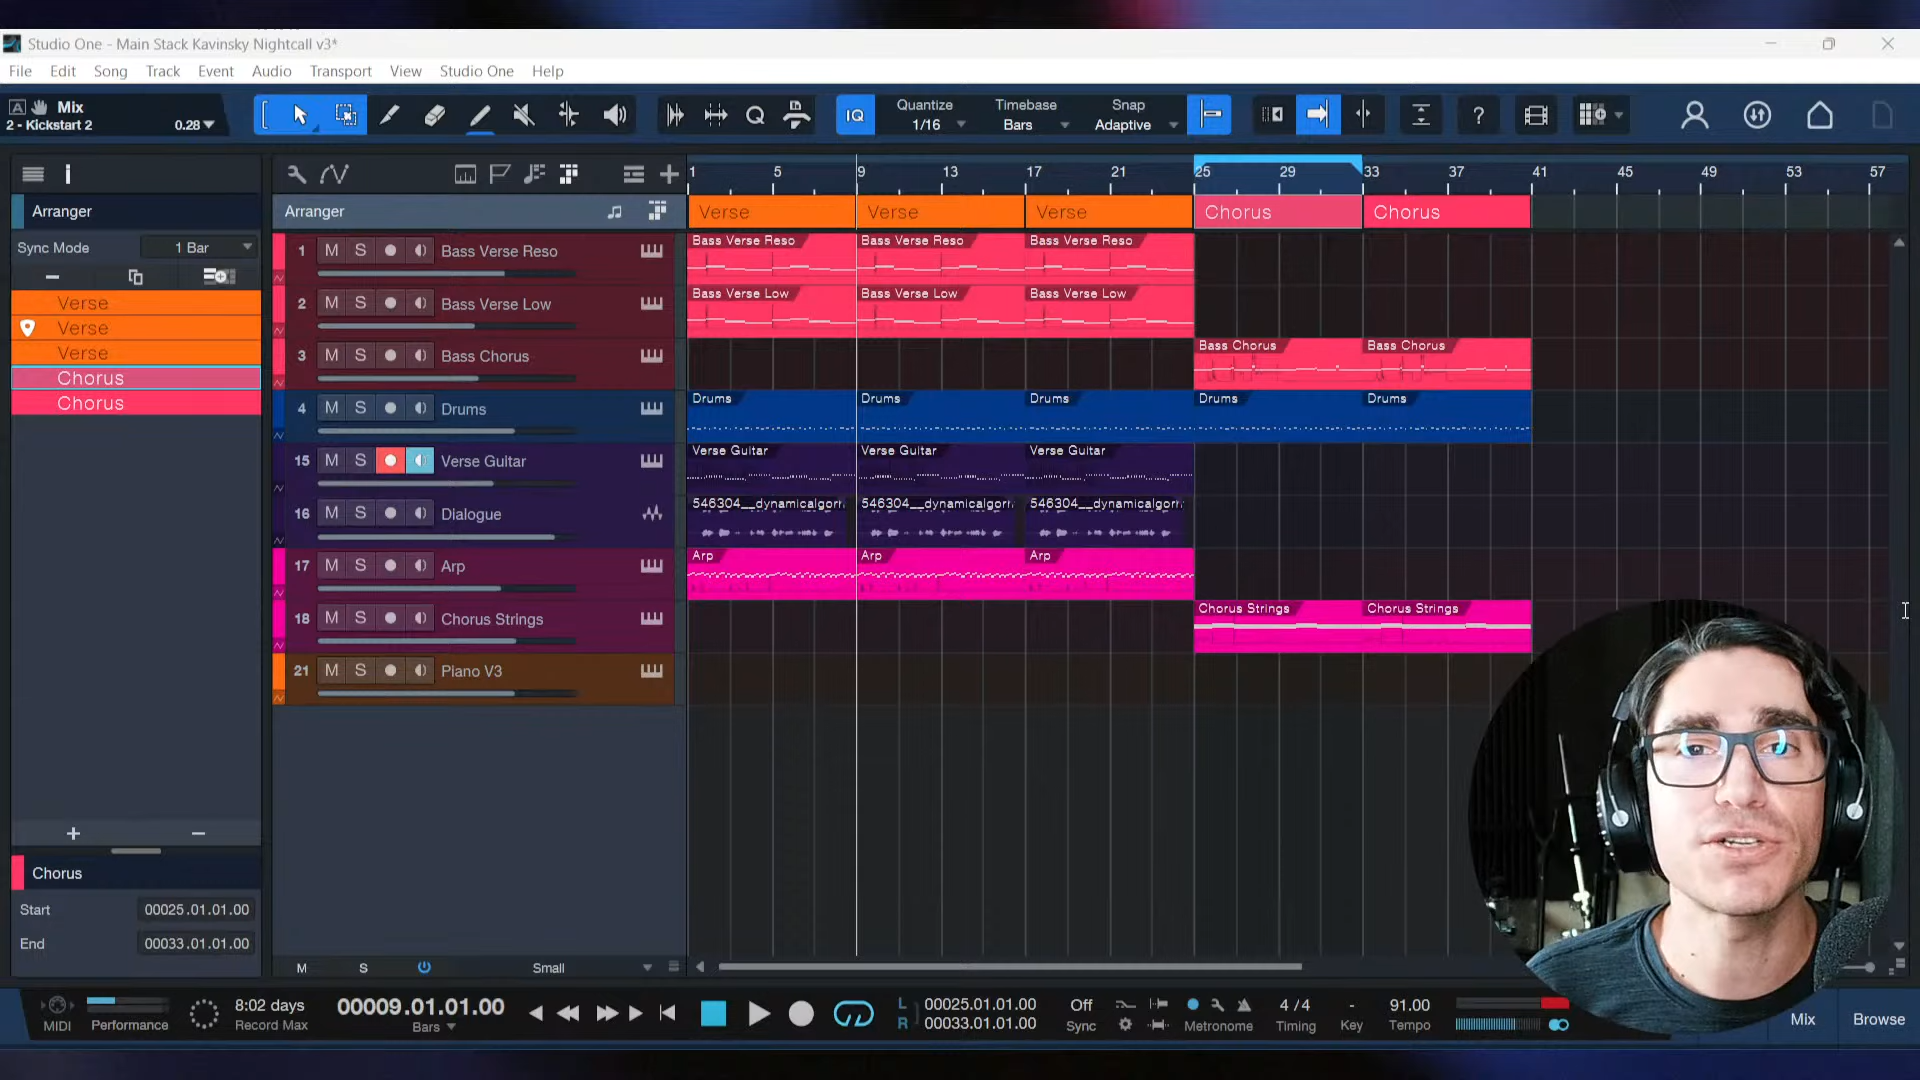 Studio One - Main Stack Kavinsky Nightcall v3*
File Edit Song Track Event Audio Transport View Studio One Help
A Mix
2 - Kickstart 2 0.28
IQ
Quantize
1/16
Timebase
Bars
Snap
Adaptive
Q
?
i
1 5 9 13 17 21 25 29 33 37 41 45 49 53 57
Arranger
Sync Mode 1 Bar
Verse
Verse
Verse
Chorus
Chorus
Arranger
Verse Verse Verse Chorus Chorus
1 M S Bass Verse Reso
Bass Verse Reso Bass Verse Reso Bass Verse Reso
2 M S Bass Verse Low
Bass Verse Low Bass Verse Low Bass Verse Low
3 M S Bass Chorus
Bass Chorus Bass Chorus
4 M S Drums
Drums Drums Drums Drums Drums
15 M S Verse Guitar
Verse Guitar Verse Guitar Verse Guitar
16 M S Dialogue
546304__dynamicalgorr 546304__dynamicalgorr 546304__dynamicalgorr
17 M S Arp
Arp Arp Arp
18 M S Chorus Strings
Chorus Strings Chorus Strings
21 M S Piano V3
Chorus
Start 00025.01.01.00
End 00033.01.01.00
M S Small
MIDI
Performance
8:02 days
Record Max
00009.01.01.00
Bars
L 00025.01.01.00
R 00033.01.01.00
Off
Sync
Metronome
4 / 4
Timing
-
Key
91.00
Tempo
Mix
Browse